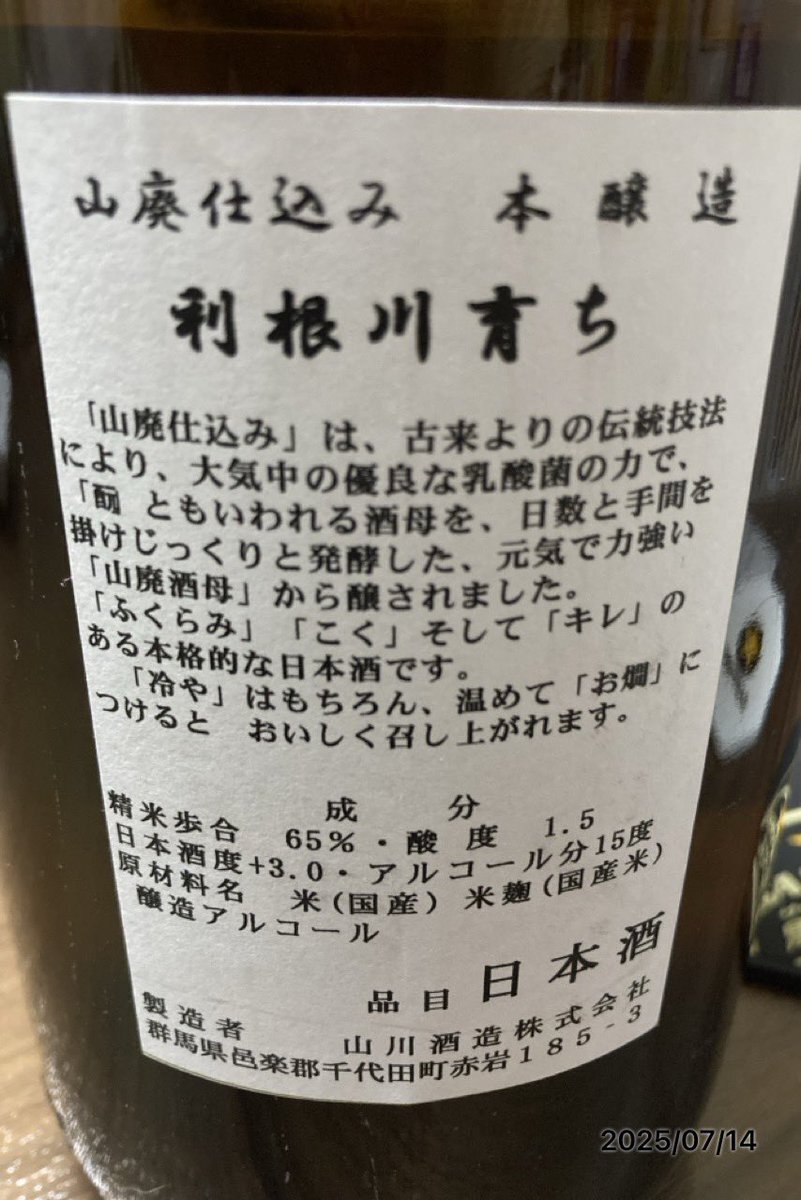 山廃仕込み 本醸造
利根川育ち
「山廃仕込み」は、古来よりの伝統技法
により、大気中の優良な乳酸菌の力で、
「酛 ともいわれる酒母を、日数と手間を
掛けじっくりと発酵した、元気で力強い
「山廃酒母」から醸されました。
「ふくらみ」「こく」そして「キレ」の
ある本格的な日本酒です。
「冷や」はもちろん、温めて「お燗」に
つけると おいしく召し上がれます。
成 分
精米歩合 65%・酸度 1.5
日本酒度+3.0・アルコール分15度
原材料名 米(国産) 米麹(国産米)
醸造アルコール
品目 日本酒
製造者 山川酒造株式会社
群馬県邑楽郡千代田町赤岩185-3
2025/07/14